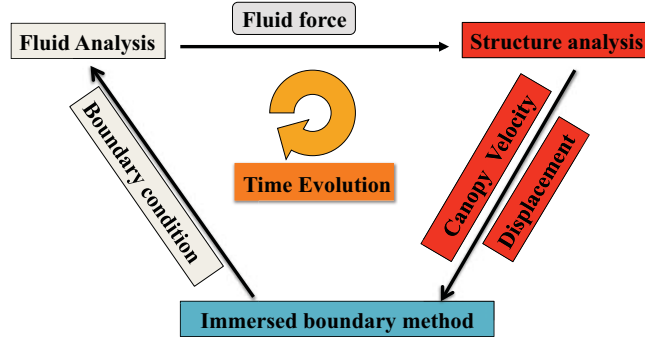 Fluid force
Fluid Analysis
Structure analysis
Boundary condition
Time Evolution
Canopy Velocity
Displacement
Immersed boundary method